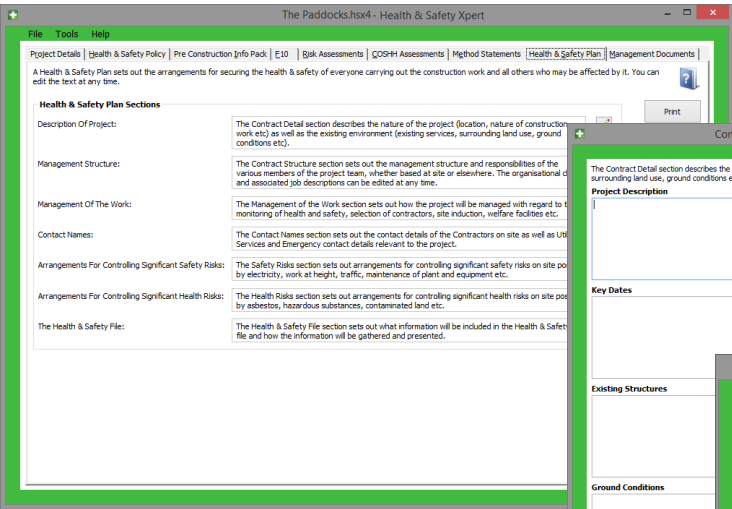 The Paddocks.hsx4 - Health & Safety Xpert
File Tools Help
Project Details Health & Safety Policy Pre Construction Info Pack F10 Risk Assessments COSHH Assessments Method Statements Health & Safety Plan Management Documents
A Health & Safety Plan sets out the arrangements for securing the health & safety of everyone carrying out the construction work and all others who may be affected by it. You can
edit the text at any time.
Print
Health & Safety Plan Sections
Description Of Project:
The Contract Detail section describes the nature of the project (location, nature of construction
work etc) as well as the existing environment (existing services, surrounding land use, ground
conditions etc).
Management Structure:
The Contract Structure section sets out the management structure and responsibilities of the
various members of the project team, whether based at site or elsewhere. The organisational
and associated job descriptions can be edited at any time.
Management Of The Work:
The Management of the Work section sets out how the project will be managed with regard to
monitoring of health and safety, selection of contractors, site induction, welfare facilities etc.
Contact Names:
The Contact Names section sets out the contact details of the Contractors on site as well as
Services and Emergency contact details relevant to the project.
Arrangements For Controlling Significant Safety Risks:
The Safety Risks section sets out arrangements for controlling significant safety risks on site
by electricity, work at height, traffic, maintenance of plant and equipment etc.
Arrangements For Controlling Significant Health Risks:
The Health Risks section sets out arrangements for controlling significant health risks on site
by asbestos, hazardous substances, contaminated land etc.
The Health & Safety File:
The Health & Safety File section sets out what information will be included in the Health &
file and how the information will be gathered and presented.
The Contract Detail section describes the
surrounding land use, ground conditions
Project Description
Key Dates
Existing Structures
Ground Conditions